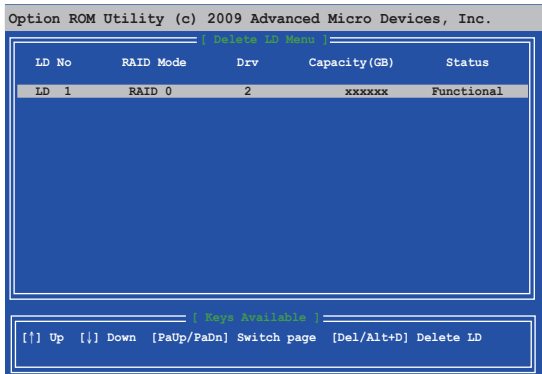 Option ROM Utility (c) 2009 Advanced Micro Devices, Inc.
[ Delete LD Menu ]
LD No RAID Mode Drv Capacity(GB) Status
LD 1 RAID 0 2 xxxxxx Functional
[ Keys Available ]
[↑] Up [↓] Down [PaUp/PaDn] Switch page [Del/Alt+D] Delete LD